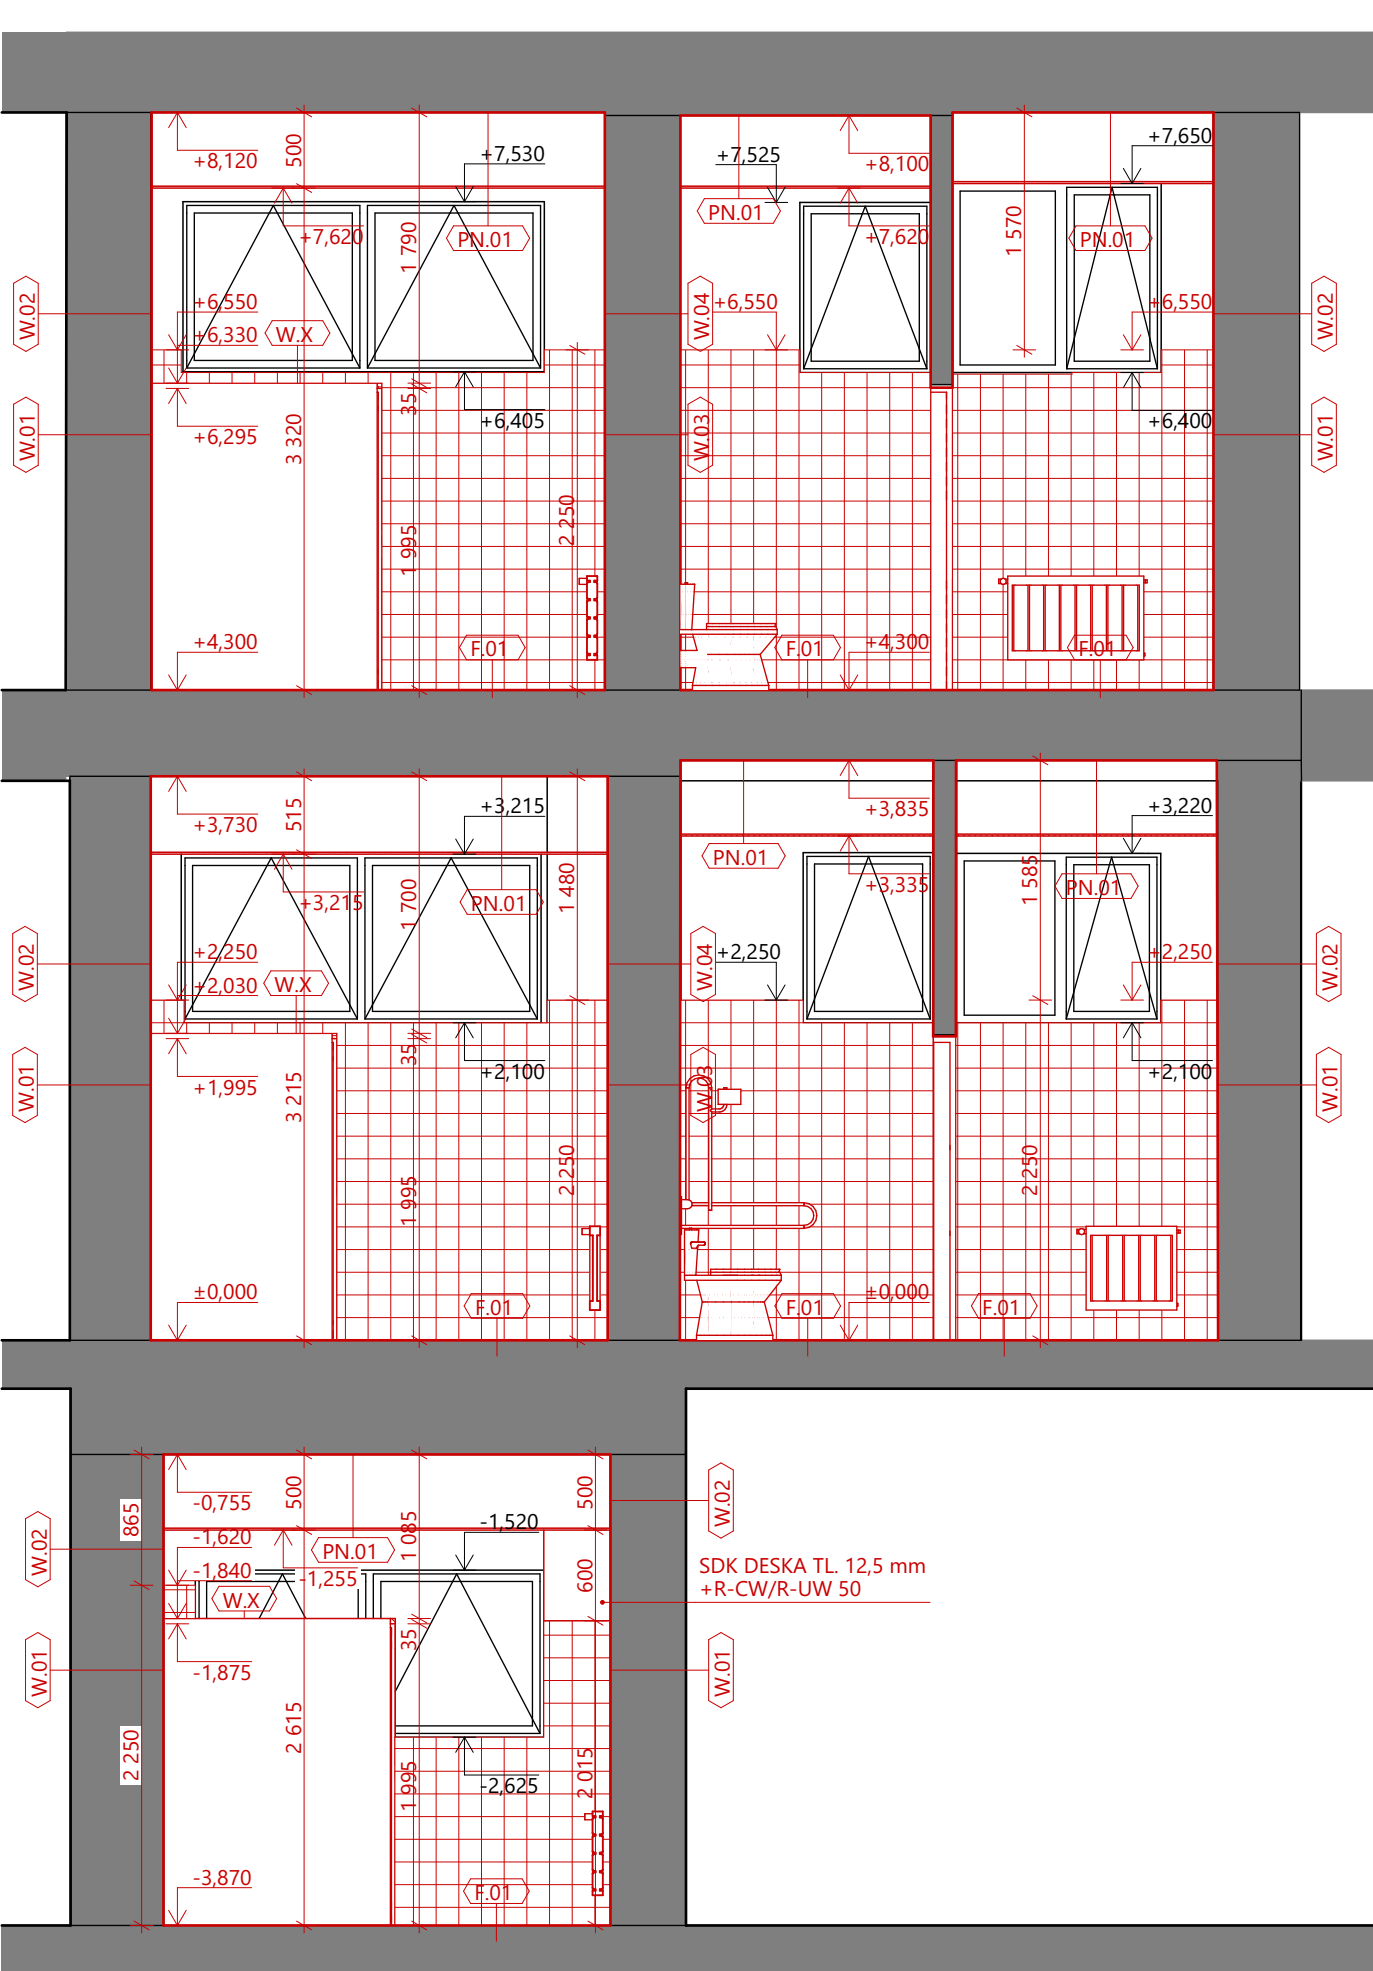 +8,120
500
+7,530
+7,620
1 790
PN.01
+6,550
+6,330
W.X
W.02
W.01
+6,295
3 320
35
+6,405
1 995
2 250
+4,300
F.01
+7,525
+8,100
PN.01
+7,620
W.04
+6,550
W.03
F.01
+4,300
+7,650
1 570
PN.01
+6,550
W.02
+6,400
W.01
F.01
+3,730
515
+3,215
+3,215
1 700
PN.01
1 480
+2,250
+2,030
W.X
W.02
W.01
+1,995
3 215
35
+2,100
1 995
2 250
±0,000
F.01
+3,835
PN.01
+3,335
W.04
+2,250
W.03
F.01
±0,000
+3,220
1 585
PN.01
+2,250
W.02
+2,100
W.01
2 250
F.01
865
-0,755
500
1 085
500
W.02
-1,620
-1,840
-1,255
PN.01
-1,520
W.02
W.X
600
SDK DESKA TL. 12,5 mm
+R-CW/R-UW 50
W.01
-1,875
35
W.01
2 250
2 615
1 995
-2,625
2 015
-3,870
F.01